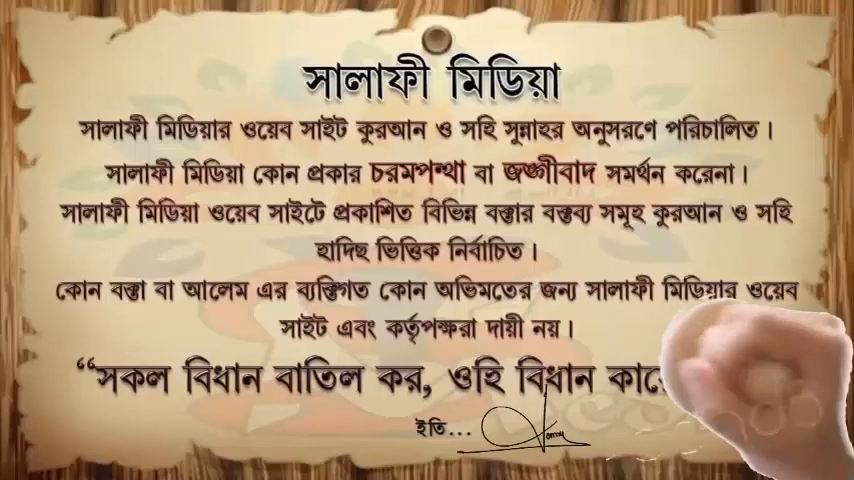 সালাফী মিডিয়া
সালাফী মিডিয়ার ওয়েব সাইট কুরআন ও সহি সুন্নাহর অনুসরণে পরিচালিত।
সালাফী মিডিয়া কোন প্রকার চরমপন্থা বা জঙ্গীবাদ সমর্থন করেনা।
সালাফী মিডিয়া ওয়েব সাইটে প্রকাশিত বিভিন্ন বক্তার বক্তব্য সমূহ কুরআন ও সহি
হাদিছ ভিত্তিক নির্বাচিত।
কোন বক্তা বা আলেম এর ব্যক্তিগত কোন অভিমতের জন্য সালাফী মিডিয়ার ওয়েব
সাইট এবং কর্তৃপক্ষরা দায়ী নয়।
“সকল বিধান বাতিল কর, ওহি বিধান
ইতি...